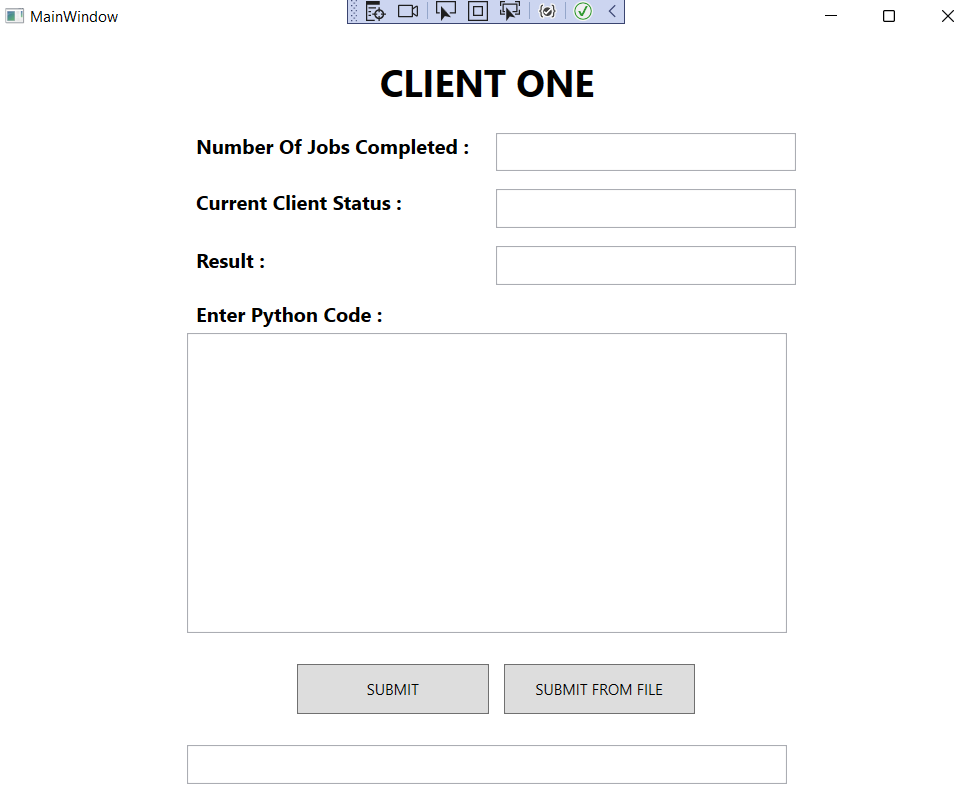 MainWindow
CLIENT ONE
Number Of Jobs Completed :
Current Client Status :
Result :
Enter Python Code :
SUBMIT
SUBMIT FROM FILE